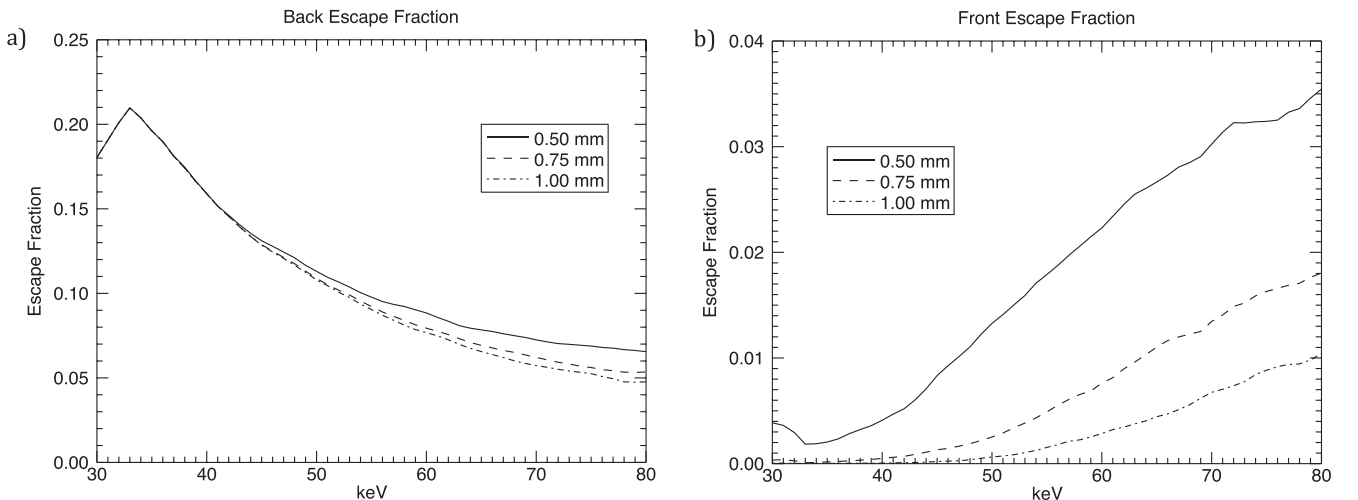 a)
Back Escape Fraction
0.25
0.20
0.15
0.10
0.05
0.00
Escape Fraction
0.50 mm
0.75 mm
1.00 mm
30 40 50 60 70 80
keV
b)
Front Escape Fraction
0.04
0.03
0.02
0.01
0.00
Escape Fraction
0.50 mm
0.75 mm
1.00 mm
30 40 50 60 70 80
keV